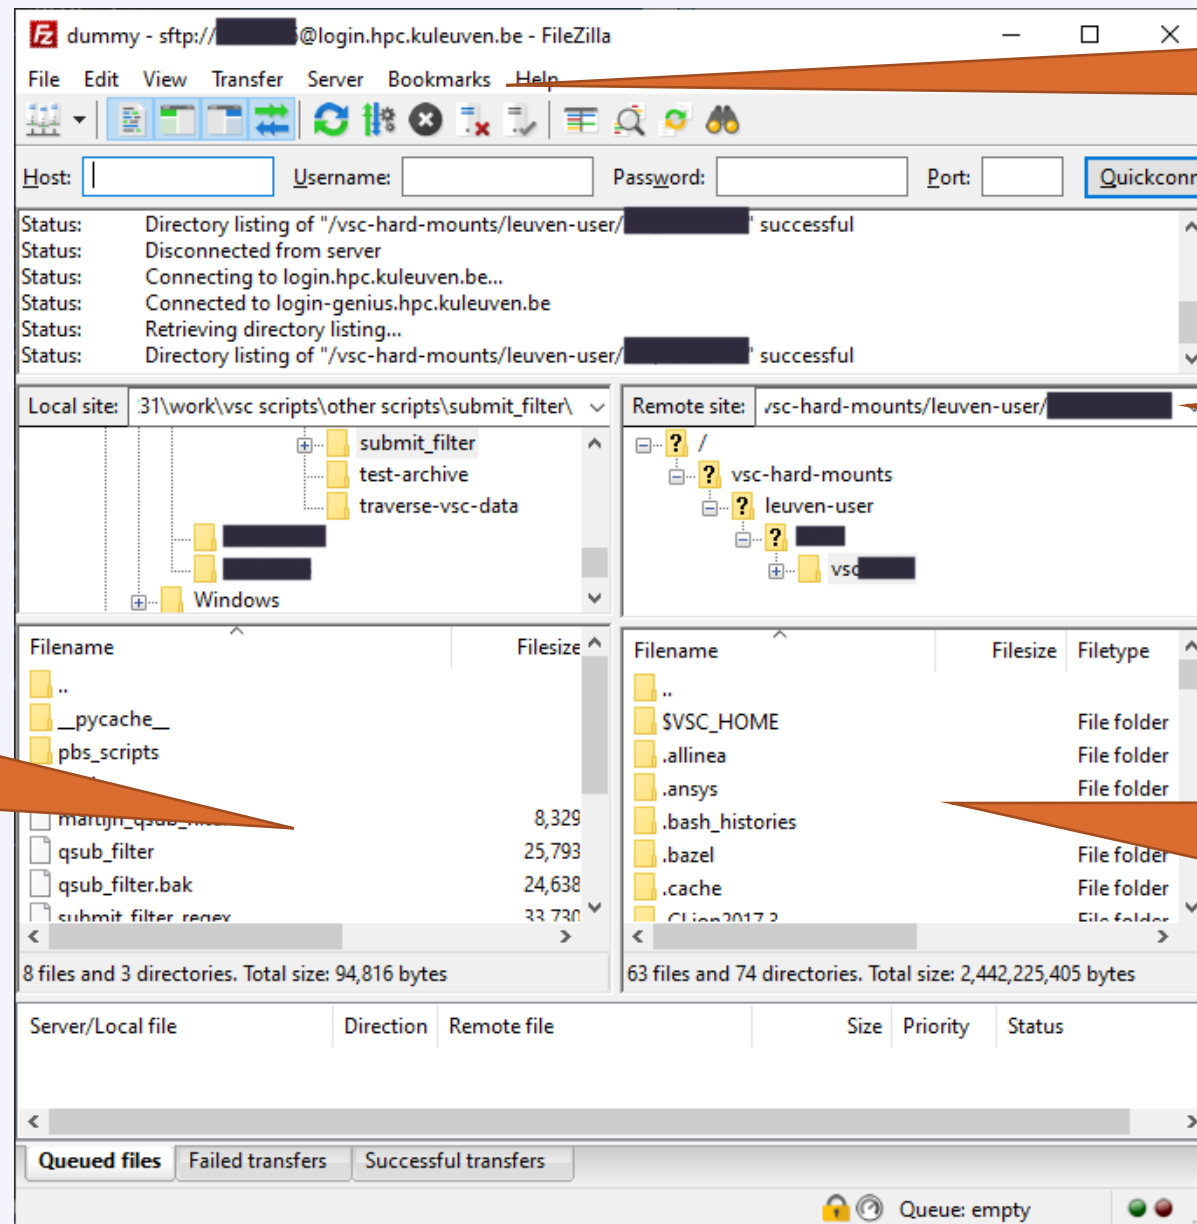 dummy - sftp:// @login.hpc.kuleuven.be - FileZilla
File Edit View Transfer Server Bookmarks Help
Host: Username: Password: Port: Quickconn
Status: Directory listing of "/vsc-hard-mounts/leuven-user/ " successful
Status: Disconnected from server
Status: Connecting to login.hpc.kuleuven.be...
Status: Connected to login-genius.hpc.kuleuven.be
Status: Retrieving directory listing...
Status: Directory listing of "/vsc-hard-mounts/leuven-user/ " successful
Local site: 31\work\vsc scripts\other scripts\submit_filter\
submit_filter
test-archive
traverse-vsc-data
Windows
Remote site: vsc-hard-mounts/leuven-user/
/
vsc-hard-mounts
leuven-user
vsc
Filename Filesize
..
__pycache__
pbs_scripts
8,329
qsub_filter 25,793
qsub_filter.bak 24,638
submit_filter_regex 33,730
8 files and 3 directories. Total size: 94,816 bytes
Filename Filesize Filetype
..
$VSC_HOME File folder
.allinea File folder
.ansys File folder
.bash_histories
.bazel File folder
.cache File folder
.CLion2017.3 File folder
63 files and 74 directories. Total size: 2,442,225,405 bytes
Server/Local file Direction Remote file Size Priority Status
Queued files Failed transfers Successful transfers
Queue: empty